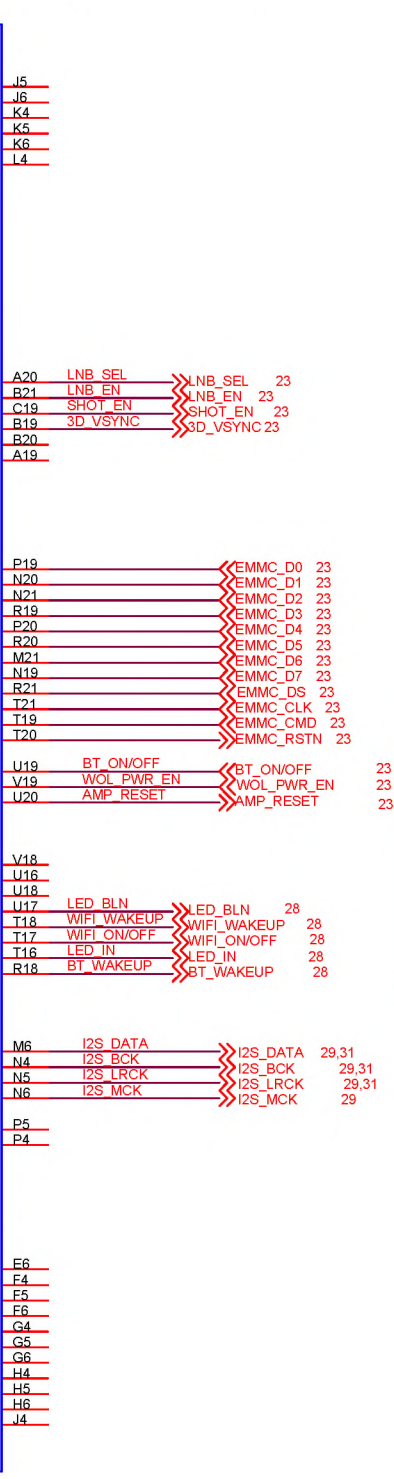 J5
J6
K4
K5
K6
L4
A20 LNB_SEL LNB_SEL 23
B21 LNB_EN LNB_EN 23
C19 SHOT_EN SHOT_EN 23
B19 3D_VSYNC 3D_VSYNC 23
B20
A19
P19 EMMC_D0 23
N20 EMMC_D1 23
N21 EMMC_D2 23
R19 EMMC_D3 23
P20 EMMC_D4 23
R20 EMMC_D5 23
M21 EMMC_D6 23
N19 EMMC_D7 23
R21 EMMC_DS 23
T21 EMMC_CLK 23
T19 EMMC_CMD 23
T20 EMMC_RSTN 23
U19 BT_ON/OFF BT_ON/OFF 23
V19 WOL_PWR_EN WOL_PWR_EN 23
U20 AMP_RESET AMP_RESET 23
V18
U16
U18
U17 LED_BLN LED_BLN 28
T18 WIFI_WAKEUP WIFI_WAKEUP 28
T17 WIFI_ON/OFF WIFI_ON/OFF 28
T16 LED_IN LED_IN 28
R18 BT_WAKEUP BT_WAKEUP 28
M6 I2S_DATA I2S_DATA 29,31
N4 I2S_BCK I2S_BCK 29,31
N5 I2S_LRCK I2S_LRCK 29,31
N6 I2S_MCK I2S_MCK 29
P5
P4
E6
F4
F5
F6
G4
G5
G6
H4
H5
H6
J4